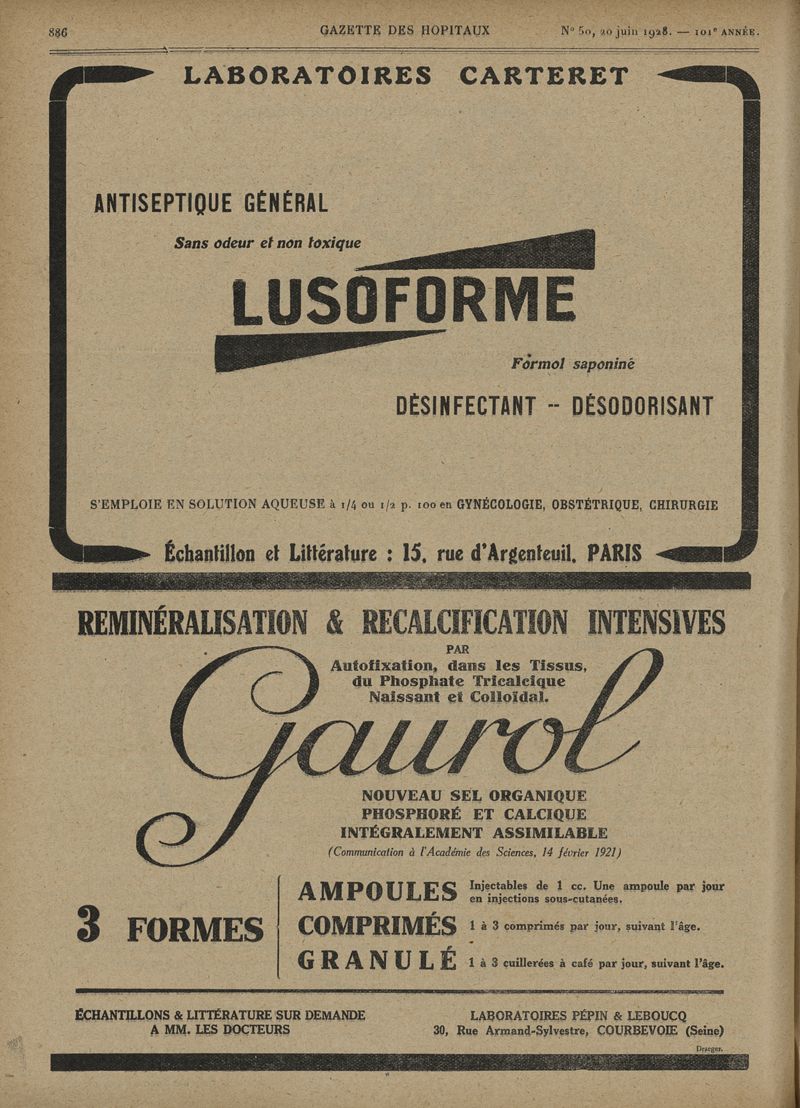 886
GAZETTE DES HOPITAUX
Nº 50, 20 juin 1928. — 101e ANNÉE.
LABORATOIRES CARTERET
ANTISEPTIQUE GÉNÉRAL
Sans odeur et non toxique
LUSOFORME
Formol saponiné
DÉSINFECTANT -- DÉSODORISANT
S'EMPLOIE EN SOLUTION AQUEUSE à 1/4 ou 1/2 p. 100 en GYNÉCOLOGIE, OBSTÉTRIQUE, CHIRURGIE
Échantillon et Littérature : 15, rue d'Argenteuil, PARIS
REMINÉRALISATION & RECALCIFICATION INTENSIVES
PAR
Autofixation, dans les Tissus,
du Phosphate Tricalcique
Naissant et Colloïdal.
Gaurol
NOUVEAU SEL ORGANIQUE
PHOSPHORÉ ET CALCIQUE
INTÉGRALEMENT ASSIMILABLE
(Communication à l'Académie des Sciences, 14 février 1921)
3 FORMES
AMPOULES Injectables de 1 cc. Une ampoule par jour
en injections sous-cutanées.
COMPRIMÉS 1 à 3 comprimés par jour, suivant l'âge.
GRANULÉ 1 à 3 cuillerées à café par jour, suivant l'âge.
ÉCHANTILLONS & LITTÉRATURE SUR DEMANDE
A MM. LES DOCTEURS
LABORATOIRES PÉPIN & LEBOUCQ
30, Rue Armand-Sylvestre, COURBEVOIE (Seine)
Draeger.